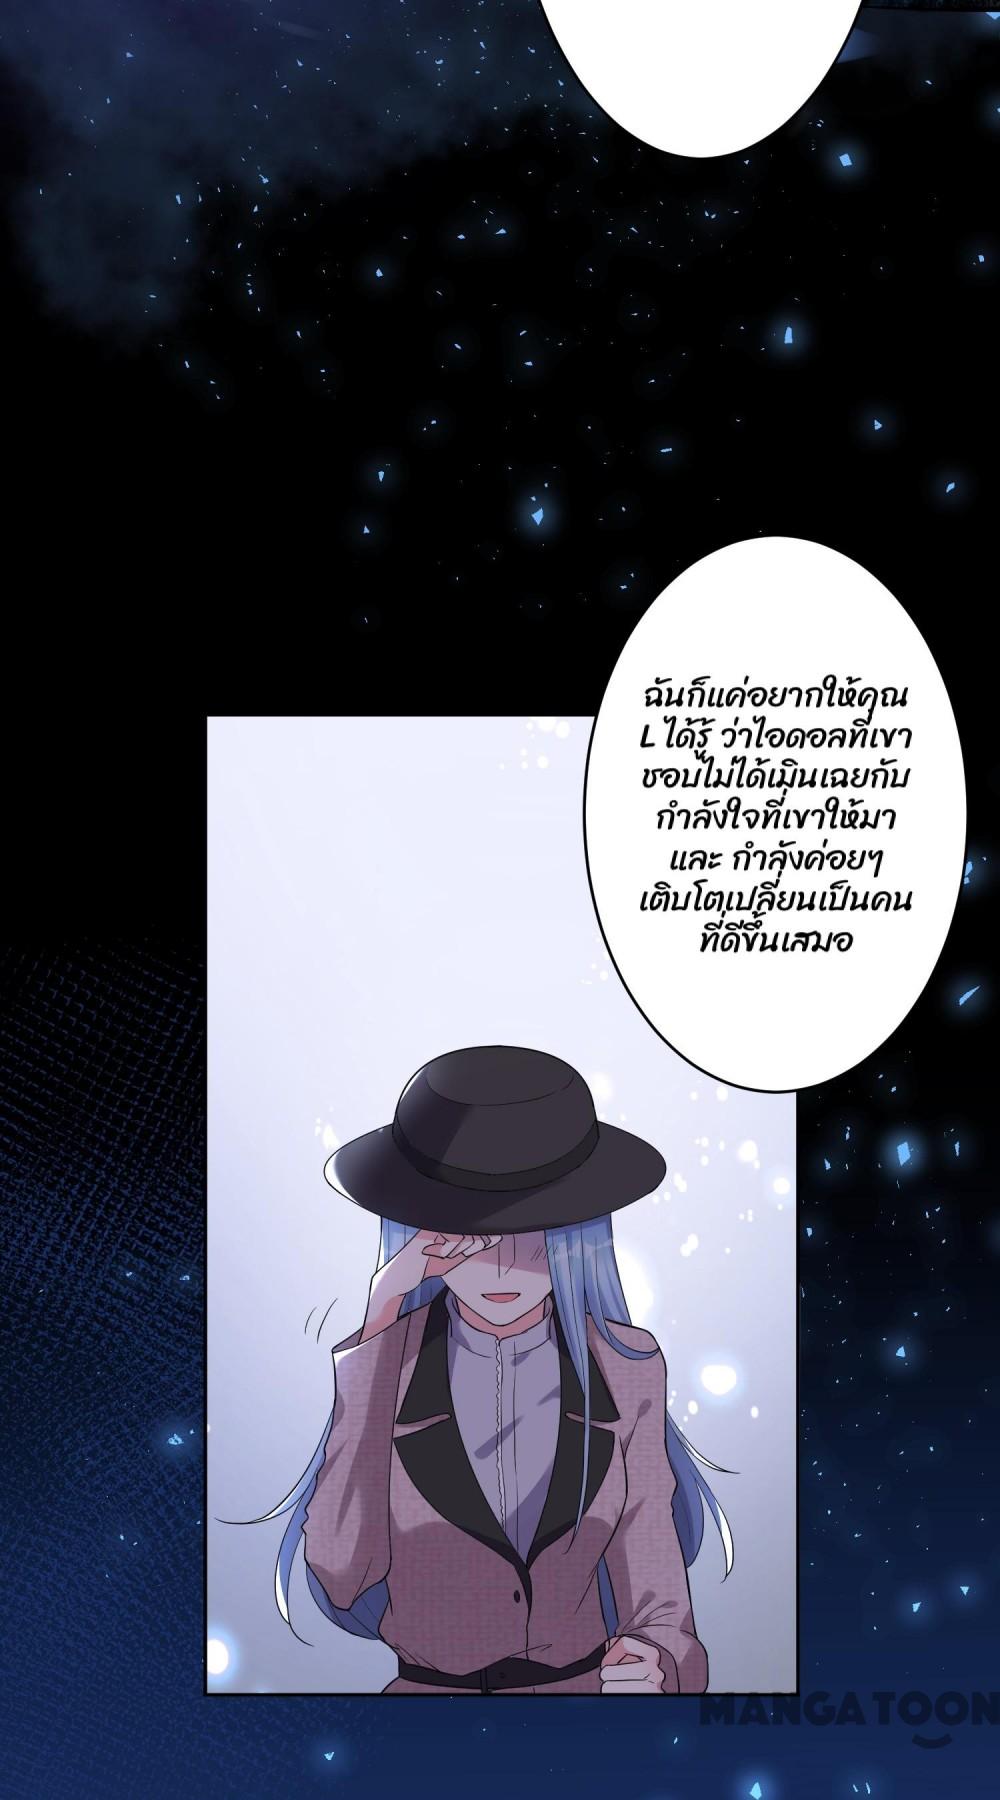 ฉันก็แค่อยากให้คุณ
L ได้รู้ ว่าไอดอลที่เขา
ชอบไม่ได้เมินเฉยกับ
กำลังใจที่เขาให้มา
และ กำลังค่อยๆ
เติบโตเปลี่ยนเป็นคน
ที่ดีขึ้นเสมอ
MANGA TOON